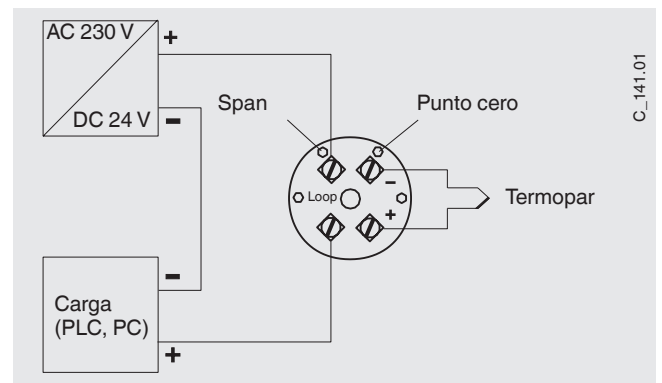 AC 230 V
+
DC 24 V
−
Span
Punto cero
C_141.01
−
Loop
+
Termopar
−
Carga
(PLC, PC)
+